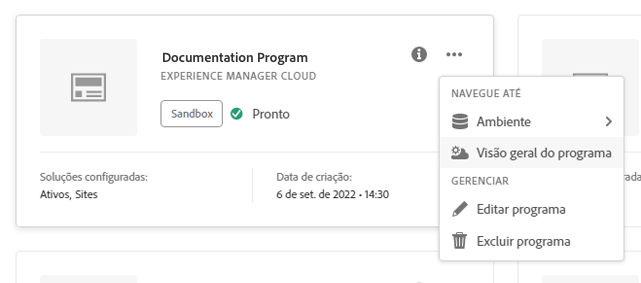 Documentation Program
EXPERIENCE MANAGER CLOUD
Sandbox
Pronto
Soluções configuradas:
Ativos, Sites
Data de criação:
6 de set. de 2022 • 14:30
NAVEGUE ATÉ
Ambiente
Visão geral do programa
GERENCIAR
Editar programa
Excluir programa